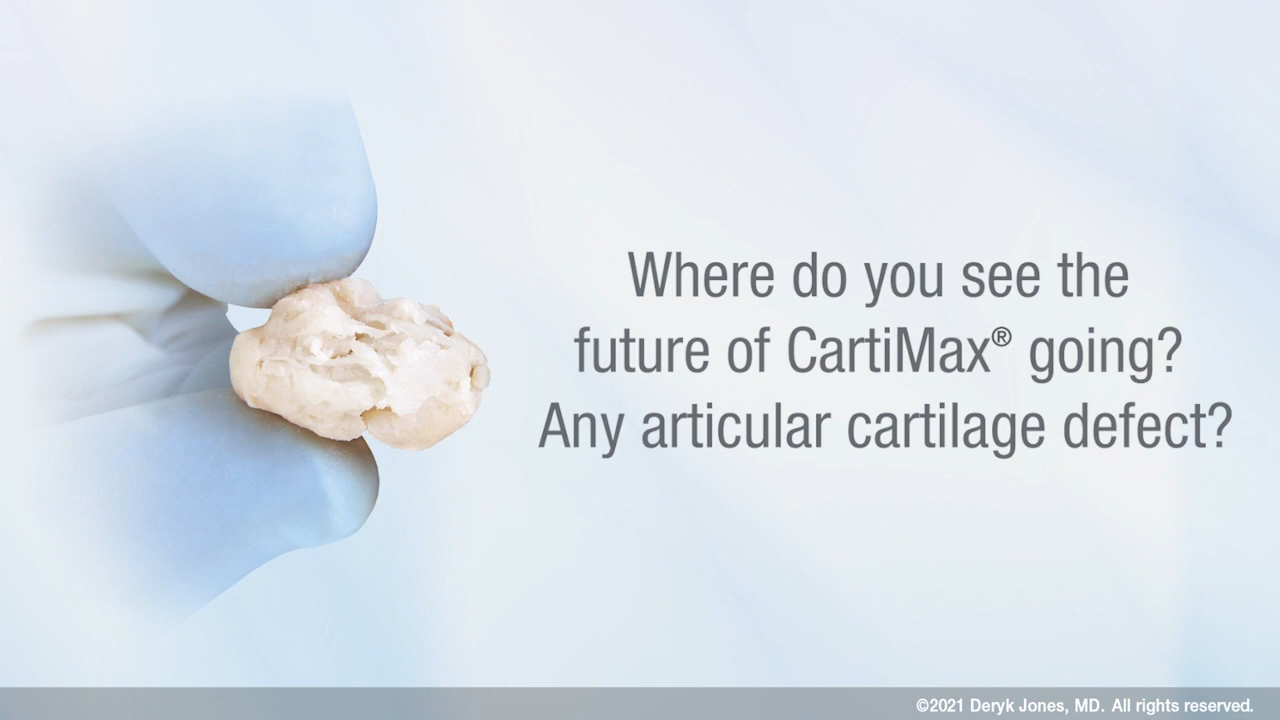 Where do you see the
future of CartiMax® going?
Any articular cartilage defect?
©2021 Deryk Jones, MD. All rights reserved.